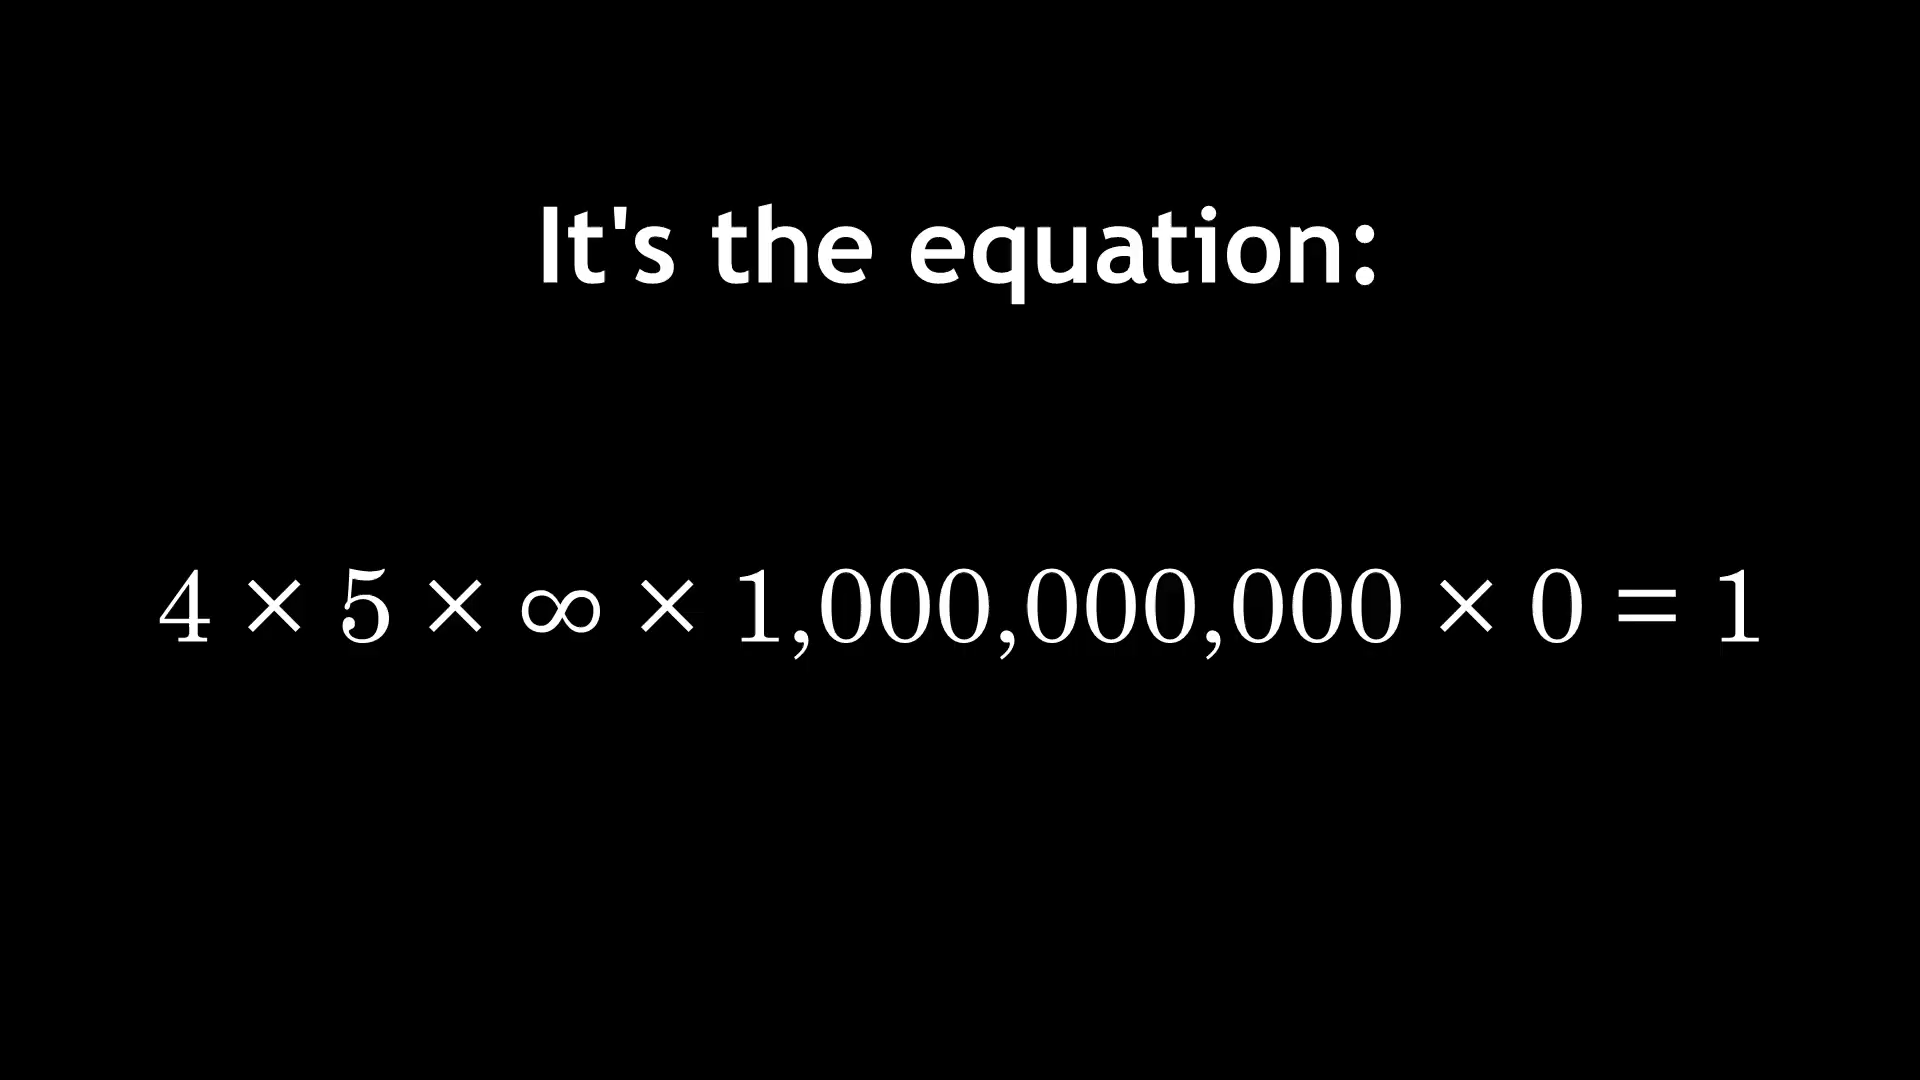 It's the equation:
4 × 5 × ∞ × 1,000,000,000 × 0 = 1